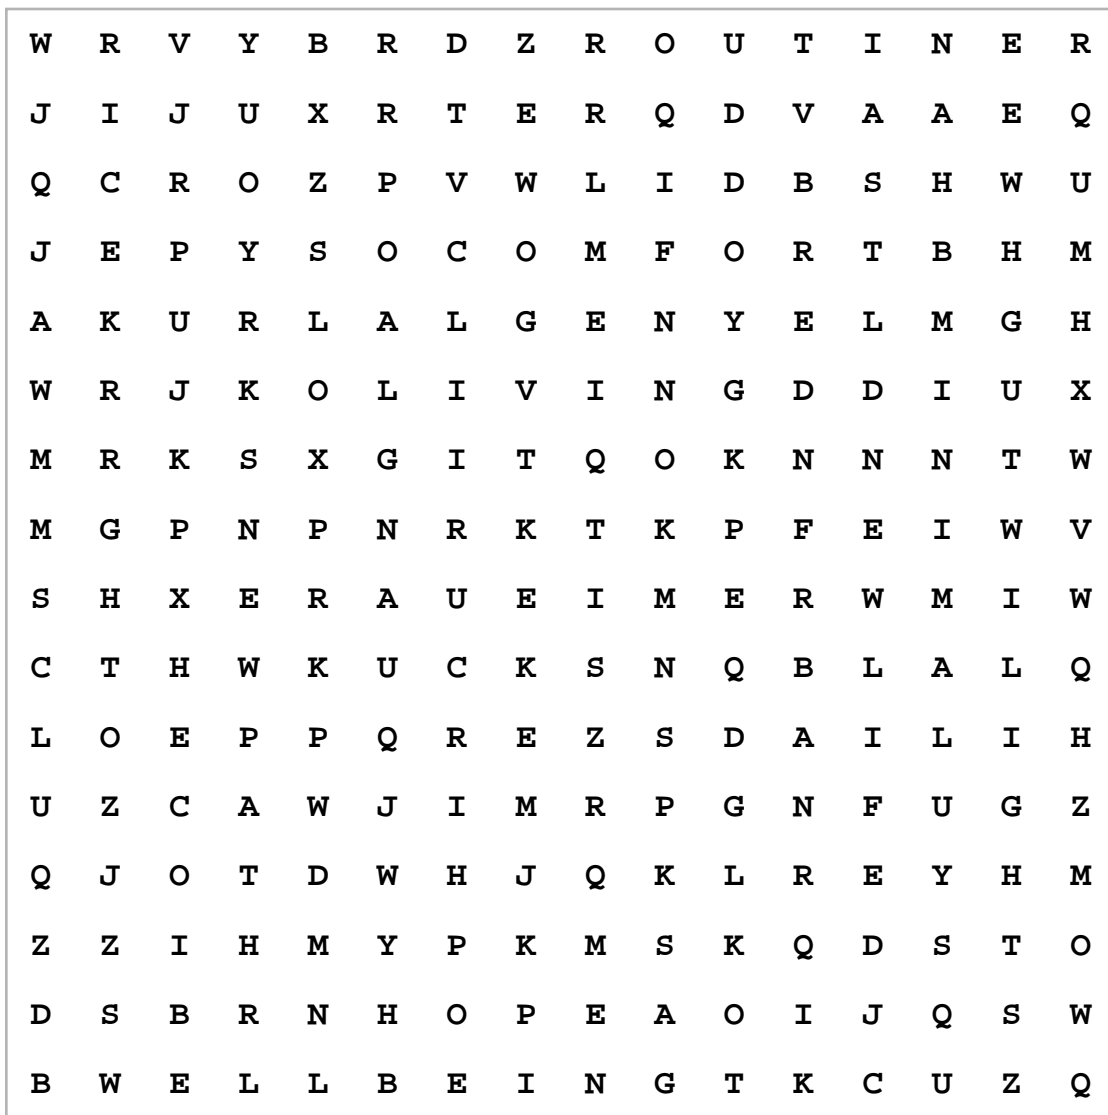 W R V Y B R D Z R O U T I N E R
J I J U X R T E R Q D V A A E Q
Q C R O Z P V W L I D B S H W U
J E P Y S O C O M F O R T B H M
A K U R L A L G E N Y E L M G H
W R J K O L I V I N G D D I U X
M R K S X G I T Q O K N N N T W
M G P N P N R K T K P F E I W V
S H X E R A U E I M E R W M I W
C T H W K U C K S N Q B L A L Q
L O E P P Q R E Z S D A I L I H
U Z C A W J I M R P G N F U G Z
Q J O T D W H J Q K L R E Y H M
Z Z I H M Y P K M S K Q D S T O
D S B R N H O P E A O I J Q S W
B W E L L B E I N G T K C U Z Q